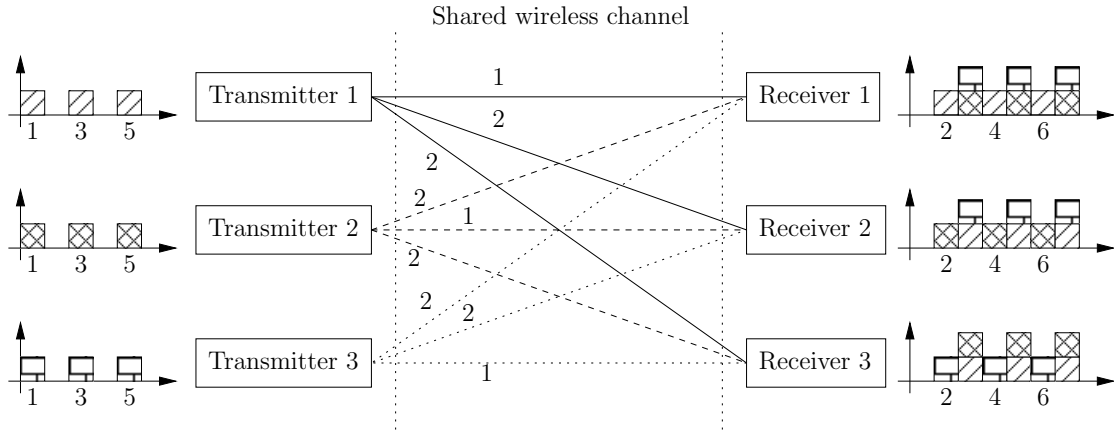 Shared wireless channel
Transmitter 1
1
Receiver 1
2
1 3 5
2 4 6
2
2
Transmitter 2
1
Receiver 2
1 3 5
2
2 4 6
2
2
Transmitter 3
1
Receiver 3
1 3 5
2 4 6